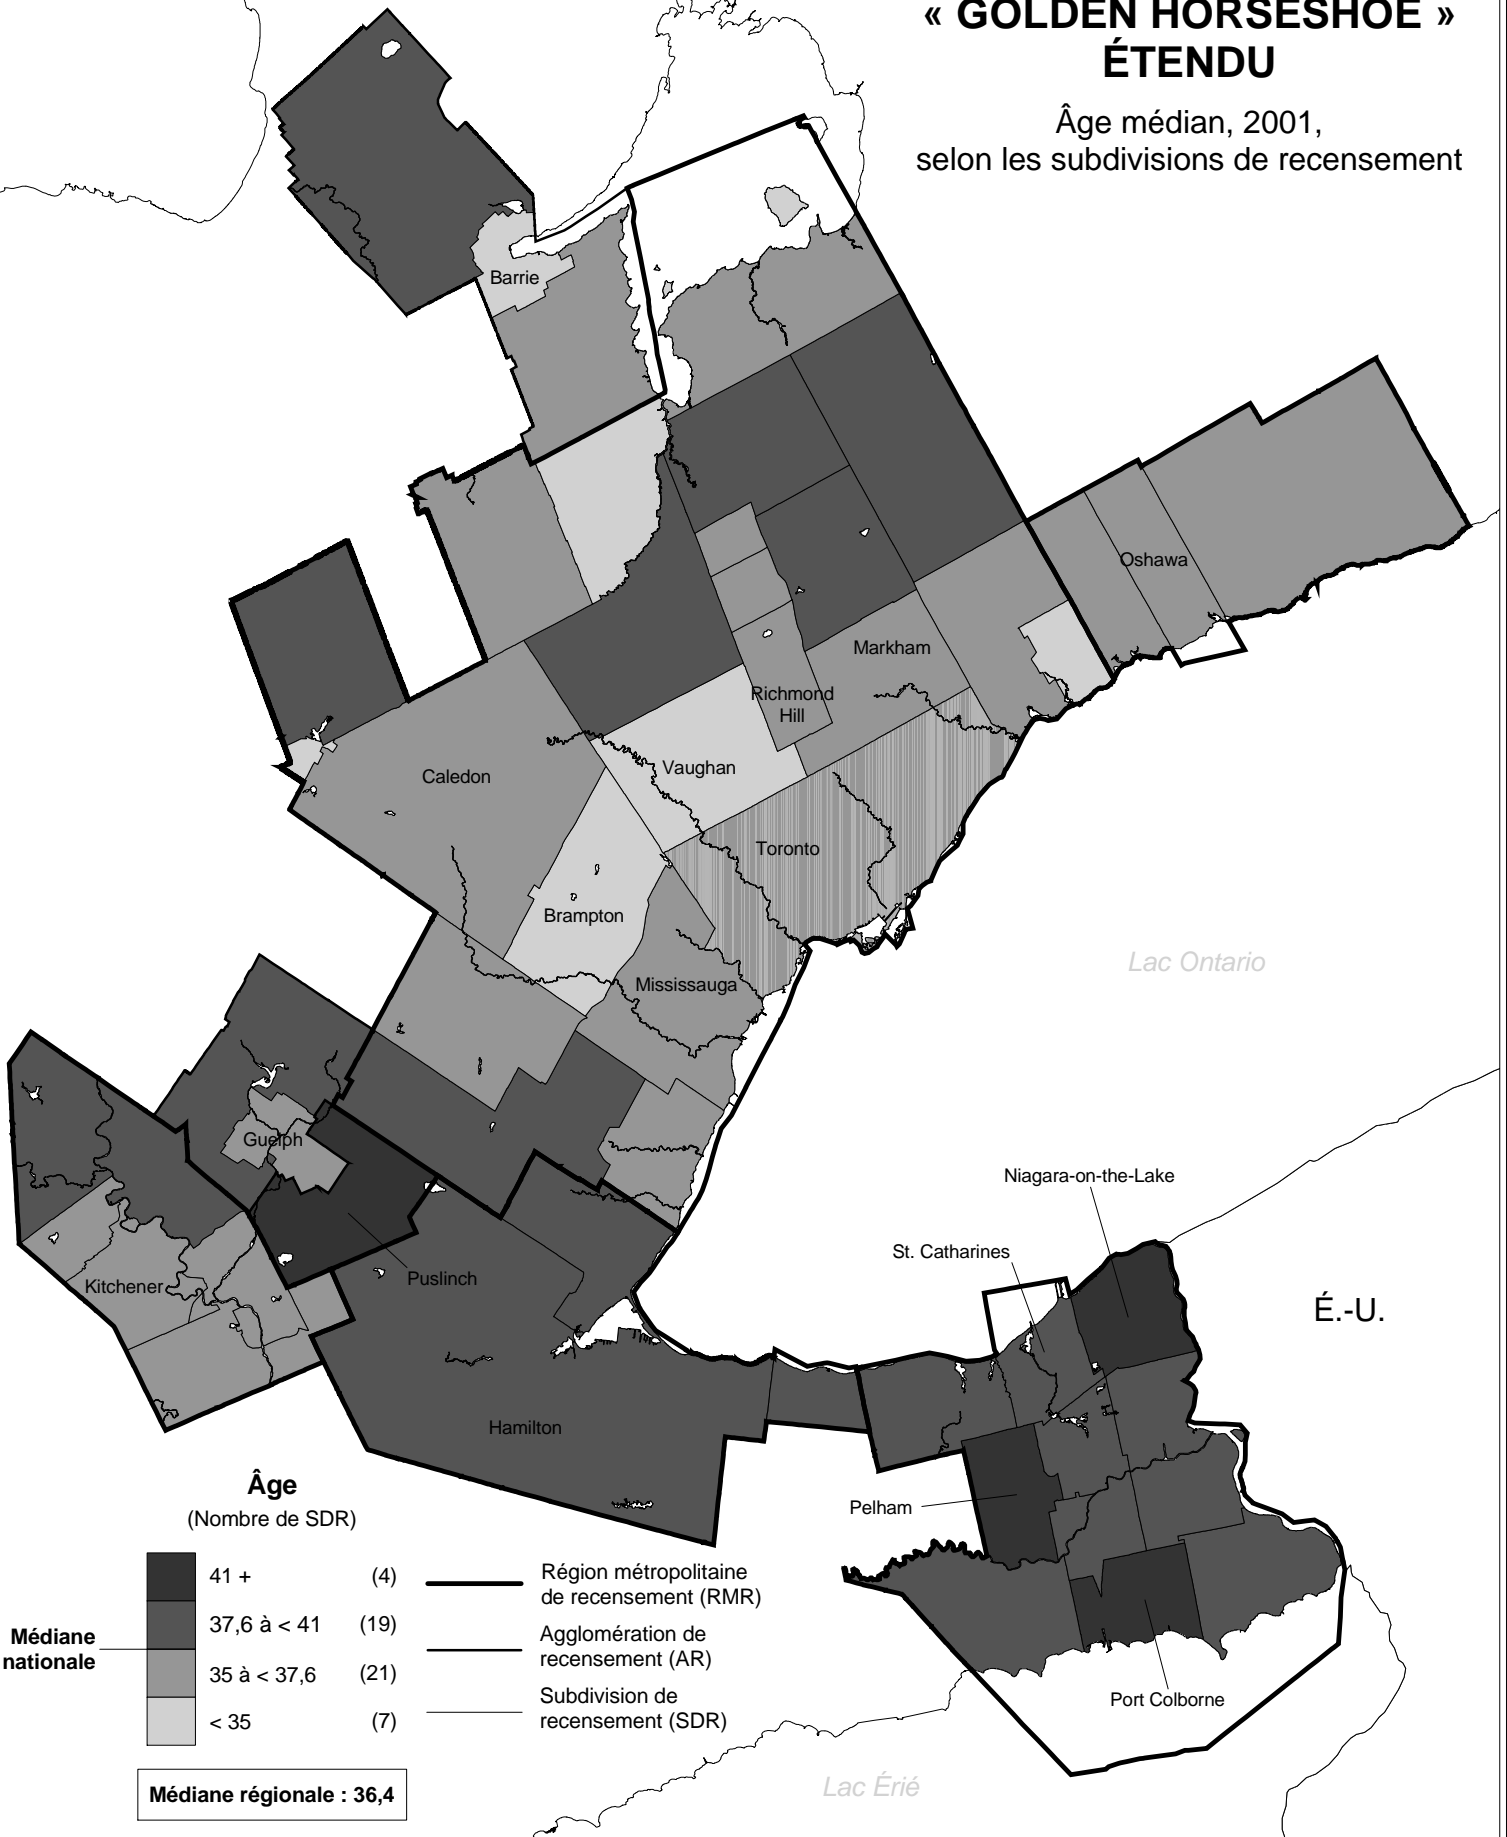 « GOLDEN HORSESHOE »
ÉTENDU
Âge médian, 2001,
selon les subdivisions de recensement
Barrie
Oshawa
Markham
Richmond
Hill
Vaughan
Caledon
Toronto
Brampton
Mississauga
Lac Ontario
Guelph
Niagara-on-the-Lake
St. Catharines
Kitchener
Puslinch
É.-U.
Hamilton
Pelham
Port Colborne
Lac Érié
Âge
(Nombre de SDR)
41 + (4)
37,6 à < 41 (19)
35 à < 37,6 (21)
< 35 (7)
Médiane
nationale
Région métropolitaine
de recensement (RMR)
Agglomération de
recensement (AR)
Subdivision de
recensement (SDR)
Médiane régionale : 36,4